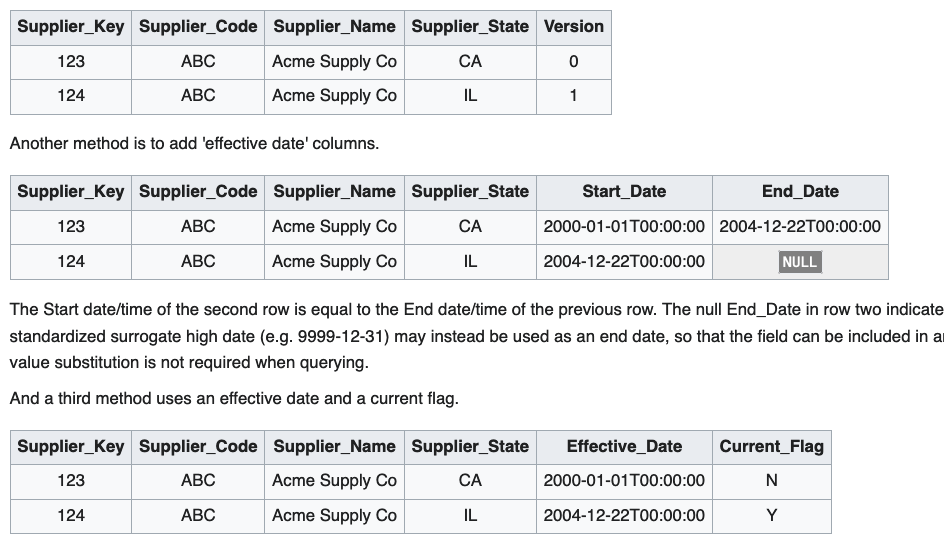 Supplier_Key Supplier_Code Supplier_Name Supplier_State Version
123 ABC Acme Supply Co CA 0
124 ABC Acme Supply Co IL 1
Another method is to add 'effective date' columns.
Supplier_Key Supplier_Code Supplier_Name Supplier_State Start_Date End_Date
123 ABC Acme Supply Co CA 2000-01-01T00:00:00 2004-12-22T00:00:00
124 ABC Acme Supply Co IL 2004-12-22T00:00:00 NULL
The Start date/time of the second row is equal to the End date/time of the previous row. The null End_Date in row two indicate
standardized surrogate high date (e.g. 9999-12-31) may instead be used as an end date, so that the field can be included in
value substitution is not required when querying.
And a third method uses an effective date and a current flag.
Supplier_Key Supplier_Code Supplier_Name Supplier_State Effective_Date Current_Flag
123 ABC Acme Supply Co CA 2000-01-01T00:00:00 N
124 ABC Acme Supply Co IL 2004-12-22T00:00:00 Y